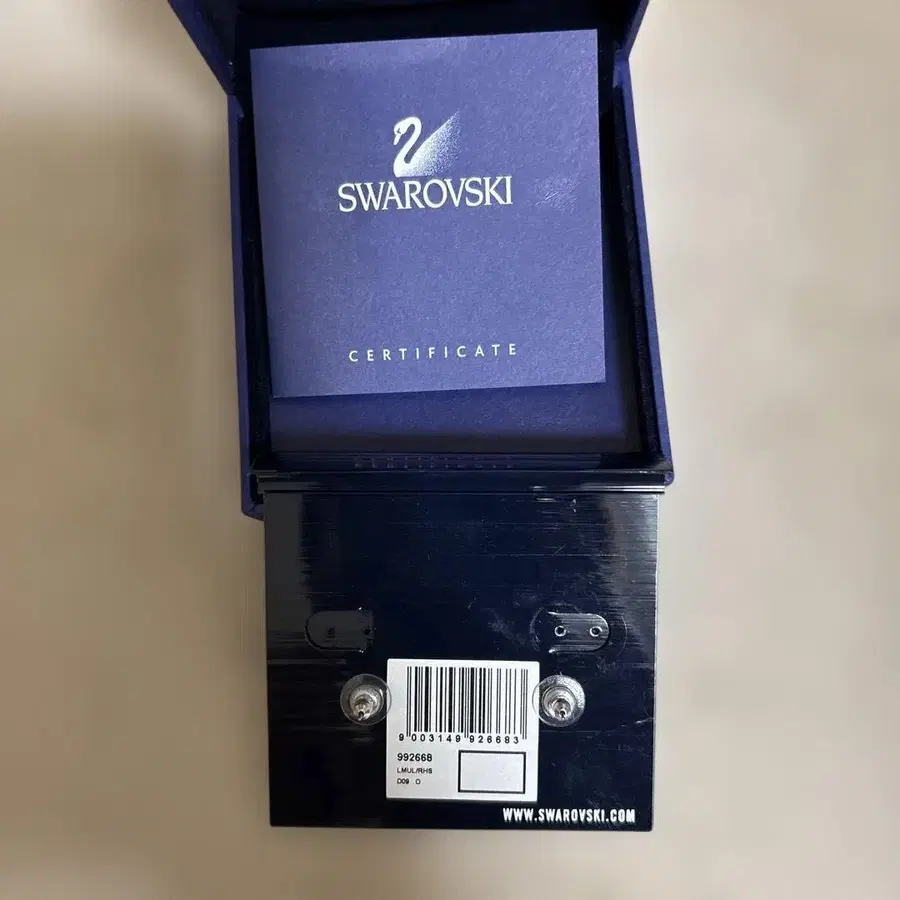 SWAROVSKI
CERTIFICATE
9 003149 926683
992668
LMUL/RHS
D09 O
WWW.SWAROVSKI.COM